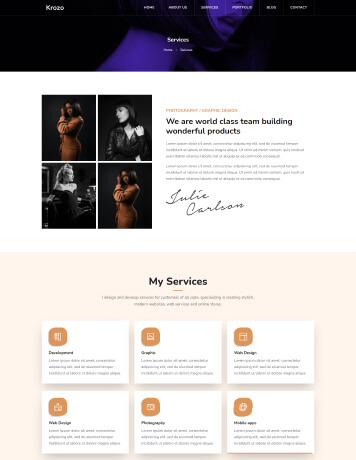 Krozo
HOME ABOUT US SERVICES PORTFOLIO BLOG CONTACT
Services
Home Services
PHOTOGRAPHY / GRAPHIC DESIGN
We are world class team building
wonderful products
Lorem ipsum dolor sit amet, consectetur adipisicing elit, sed do eiusmod tempor
incididunt ut labore et dolore magna aliqua. Ut enim ad minim veniam, quis nostrud
exercitation ullamco laboris nisi ut aliquip ex ea commodo consequat.
Lorem ipsum dolor sit amet, consectetur adipisicing elit, sed do eiusmod tempor
incididunt ut labore et dolore magna aliqua. Ut enim ad minim veniam, quis nostrud
exercitation ullamco laboris nisi ut aliquip ex ea commodo consequat.
Julie
Carlson
My Services
I design and develop services for customers of all sizes, specializing in creating stylish,
modern websites, web services and online stores.
Development
Lorem ipsum dolor sit amet, consectetur
adipisicing elit, sed do eiusmod tempor
incididunt ut labore et dolore magna aliqua.
Graphic
Lorem ipsum dolor sit amet, consectetur
adipisicing elit, sed do eiusmod tempor
incididunt ut labore et dolore magna aliqua.
Web Design
Lorem ipsum dolor sit amet, consectetur
adipisicing elit, sed do eiusmod tempor
incididunt ut labore et dolore magna aliqua.
Web Design
Lorem ipsum dolor sit amet, consectetur
adipisicing elit, sed do eiusmod tempor
incididunt ut labore et dolore magna aliqua.
Photography
Lorem ipsum dolor sit amet, consectetur
adipisicing elit, sed do eiusmod tempor
incididunt ut labore et dolore magna aliqua.
Mobile apps
Lorem ipsum dolor sit amet, consectetur
adipisicing elit, sed do eiusmod tempor
incididunt ut labore et dolore magna aliqua.